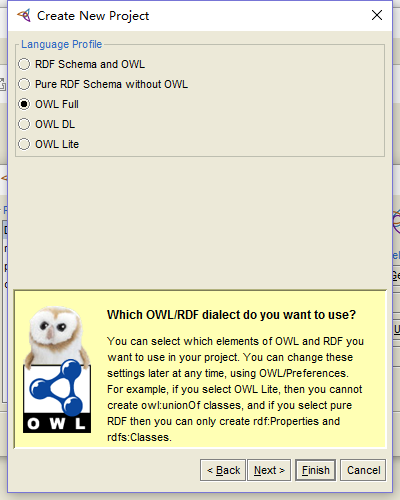 Create New Project
Language Profile
RDF Schema and OWL
Pure RDF Schema without OWL
OWL Full
OWL DL
OWL Lite
Which OWL/RDF dialect do you want to use?
You can select which elements of OWL and RDF you
want to use in your project. You can change these
settings later at any time, using OWL/Preferences.
For example, if you select OWL Lite, then you cannot
create owl:unionOf classes, and if you select pure
RDF then you can only create rdf:Properties and
rdfs:Classes.
OWL
< Back Next > Finish Cancel